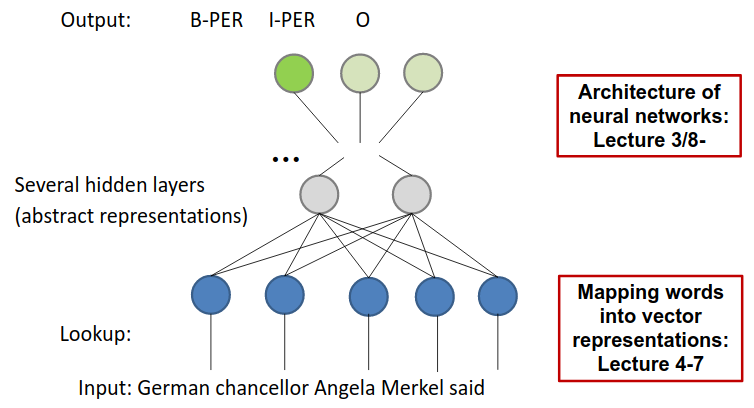 Output: B-PER I-PER O
Architecture of
neural networks:
Lecture 3/8-
...
Several hidden layers
(abstract representations)
Mapping words
into vector
representations:
Lecture 4-7
Lookup:
Input: German chancellor Angela Merkel said